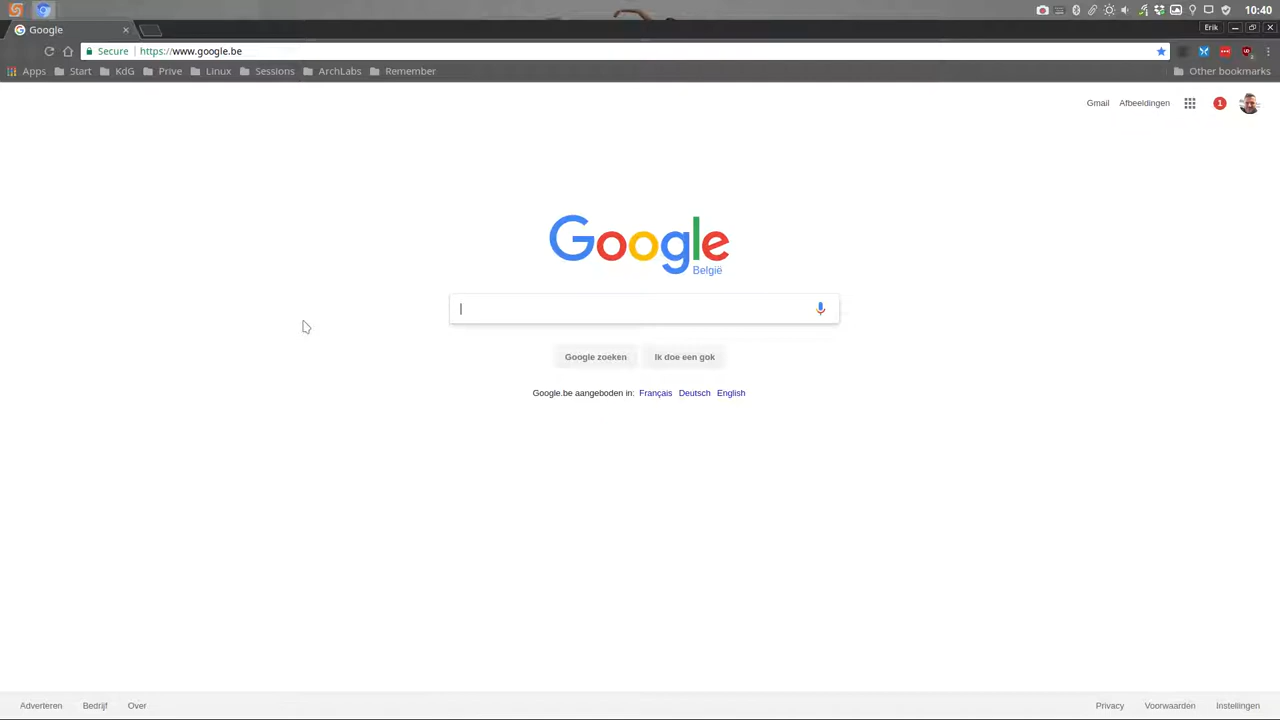 10:40
Google
Erik
Secure https://www.google.be
Apps Start KdG Prive Linux Sessions ArchLabs Remember Other bookmarks
Gmail Afbeeldingen 1
Google
België
Google zoeken Ik doe een gok
Google.be aangeboden in: Français Deutsch English
Adverteren Bedrijf Over Privacy Voorwaarden Instellingen